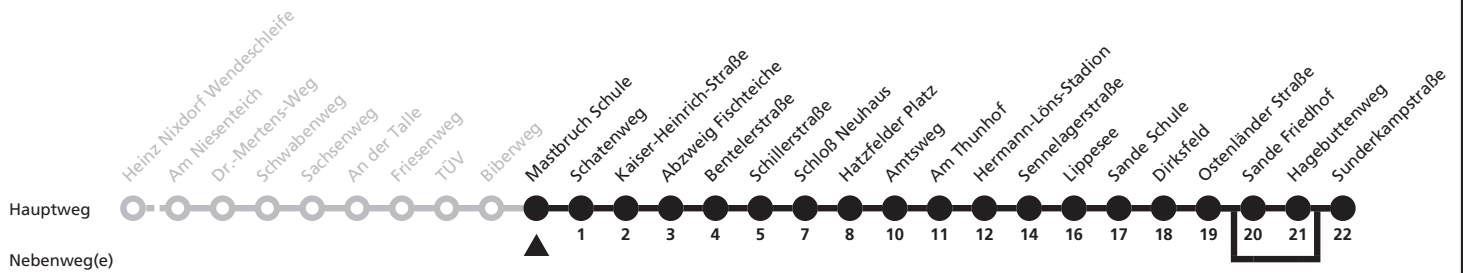 Heinz Nixdorf Wendeschleife
Am Niesenteich
Dr.-Mertens-Weg
Schwabenweg
Sachsenweg
An der Talle
Friesenweg
TÜV
Biberweg
Mastbruch Schule
Schatenweg
Kaiser-Heinrich-Straße
Abzweig Fischteiche
Bentelerstraße
Schillerstraße
Schloß Neuhaus
Hatzfelder Platz
Amtsweg
Am Thunhof
Hermann-Löns-Stadion
Sennelagerstraße
Lippesee
Sande Schule
Dirksfeld
Ostenländer Straße
Sande Friedhof
Hagebuttenweg
Sunderkampstraße
Hauptweg
1 2 3 4 5 7 8 10 11 12 14 16 17 18 19 20 21 22
Nebenweg(e)